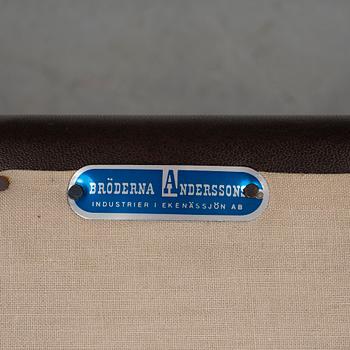 BRÖDERNA ANDERSSONS
INDUSTRIER I EKENÄSSJÖN AB